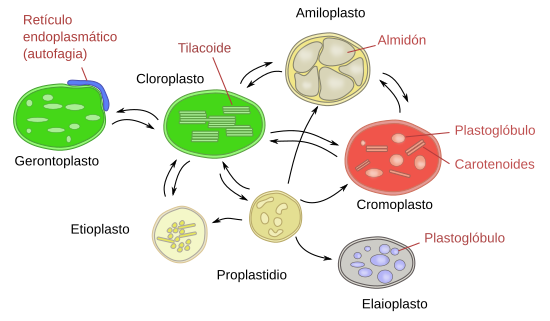 Amiloplasto
Retículo
endoplasmático
(autofagia)
Tilacoide
Almidón
Cloroplasto
Plastoglóbulo
Gerontoplasto
Carotenoides
Cromoplasto
Etioplasto
Plastoglóbulo
Proplastidio
Elaioplasto